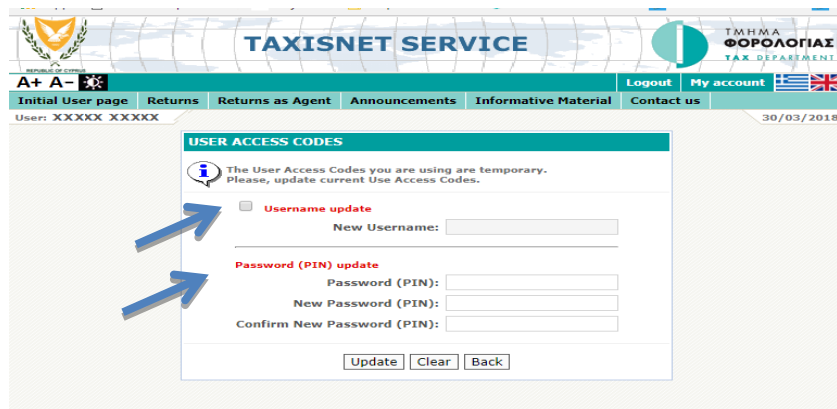 TAXISNET SERVICE
ΤΜΗΜΑ
ΦΟΡΟΛΟΓΙΑΣ
TAX DEPARTMENT
REPUBLIC OF CYPRUS
A+ A-
Logout My account
Initial User page Returns Returns as Agent Announcements Informative Material Contact us
User: XXXXX XXXXX
30/03/2018
USER ACCESS CODES
The User Access Codes you are using are temporary.
Please, update current Use Access Codes.
Username update
New Username:
Password (PIN) update
Password (PIN):
New Password (PIN):
Confirm New Password (PIN):
Update Clear Back